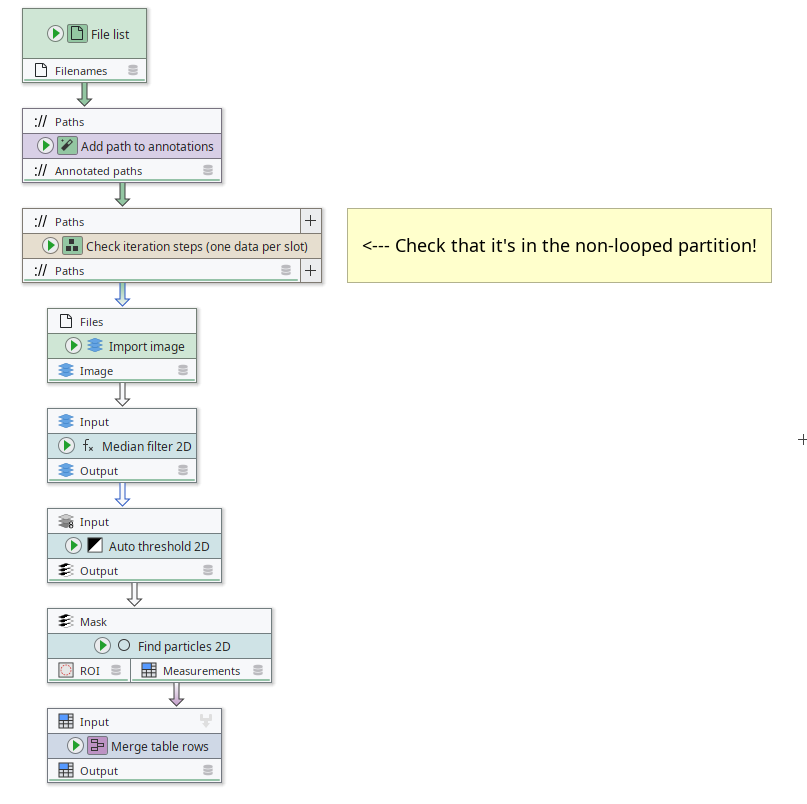 File list
Filenames
:// Paths
Add path to annotations
:// Annotated paths
:// Paths
Check iteration steps (one data per slot)
:// Paths
<--- Check that it's in the non-looped partition!
Files
Import image
Image
Input
fx Median filter 2D
Output
8 Input
Auto threshold 2D
Output
Mask
Find particles 2D
ROI Measurements
Input
Merge table rows
Output